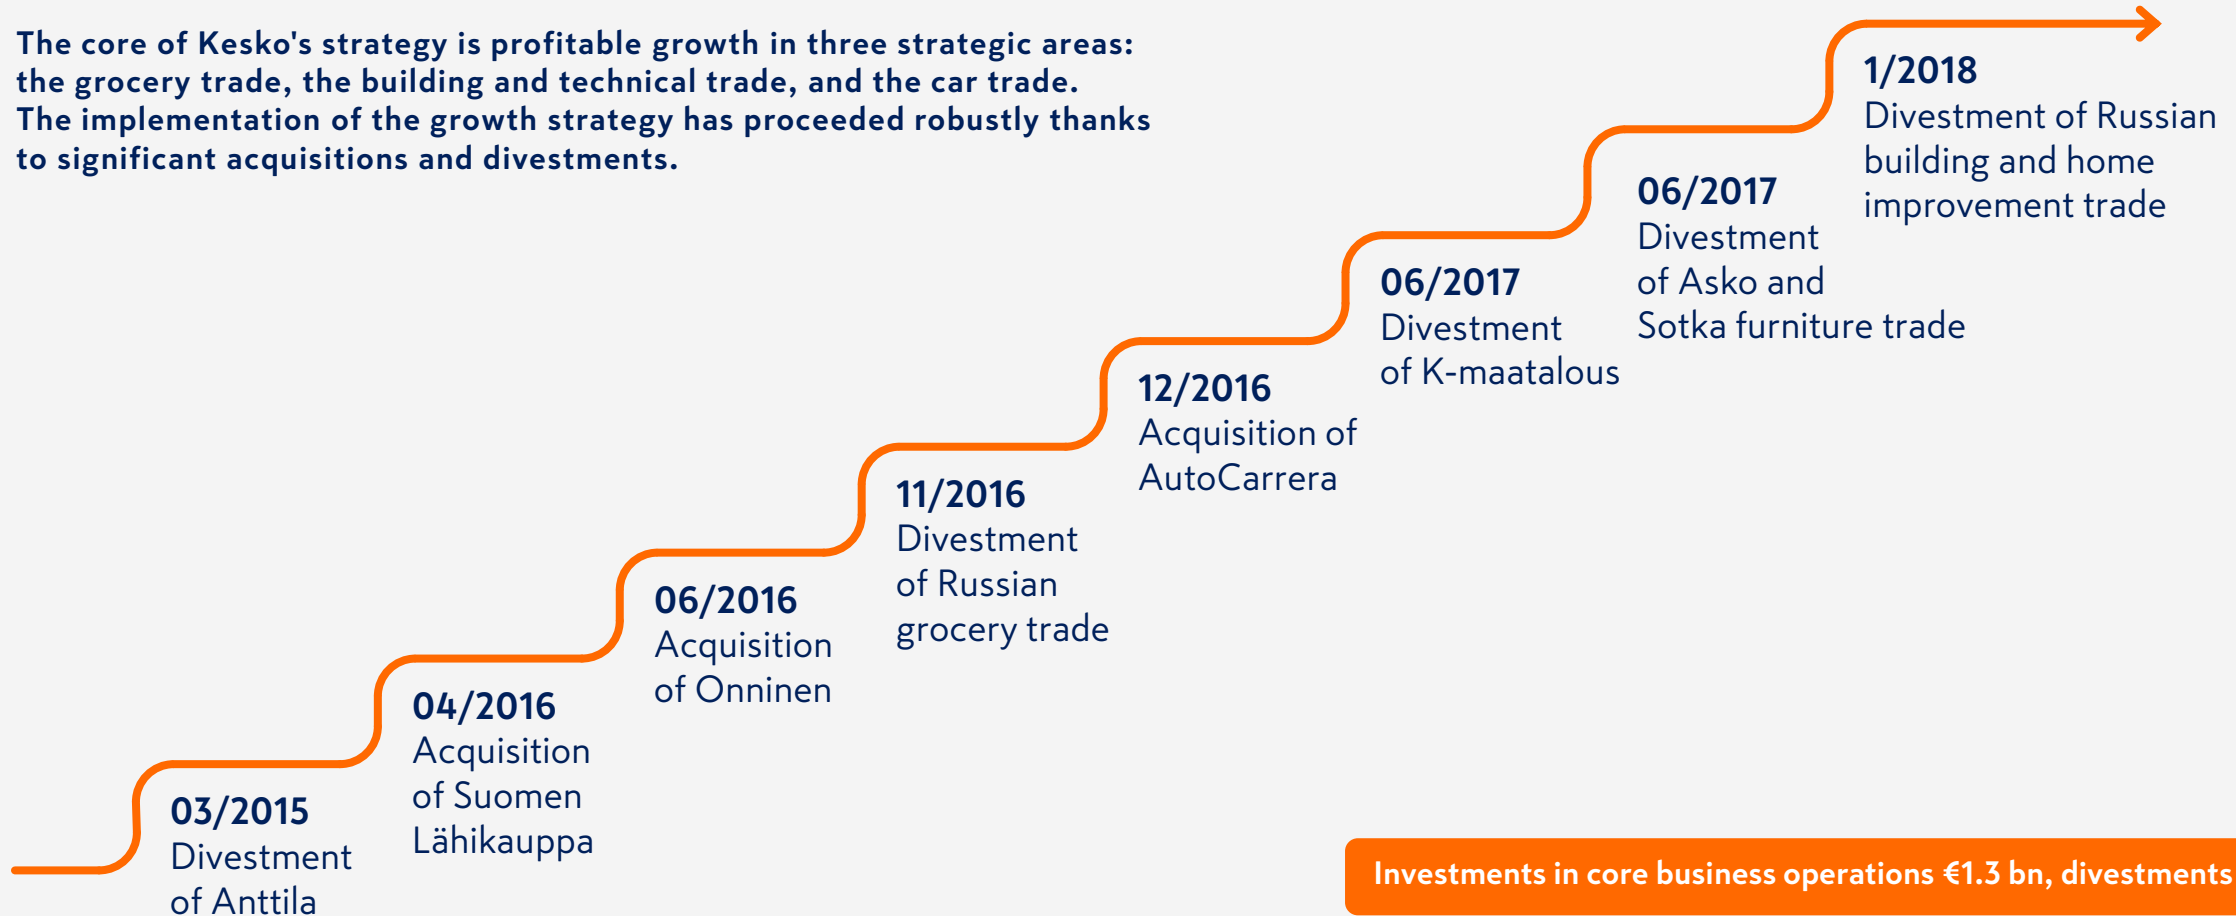 The core of Kesko's strategy is profitable growth in three strategic areas:
the grocery trade, the building and technical trade, and the car trade.
The implementation of the growth strategy has proceeded robustly thanks
to significant acquisitions and divestments.
03/2015
Divestment
of Anttila
04/2016
Acquisition
of Suomen
Lähikauppa
06/2016
Acquisition
of Onninen
11/2016
Divestment
of Russian
grocery trade
12/2016
Acquisition of
AutoCarrera
06/2017
Divestment
of K-maatalous
06/2017
Divestment
of Asko and
Sotka furniture trade
1/2018
Divestment of Russian
building and home
improvement trade
Investments in core business operations €1.3 bn, divestments